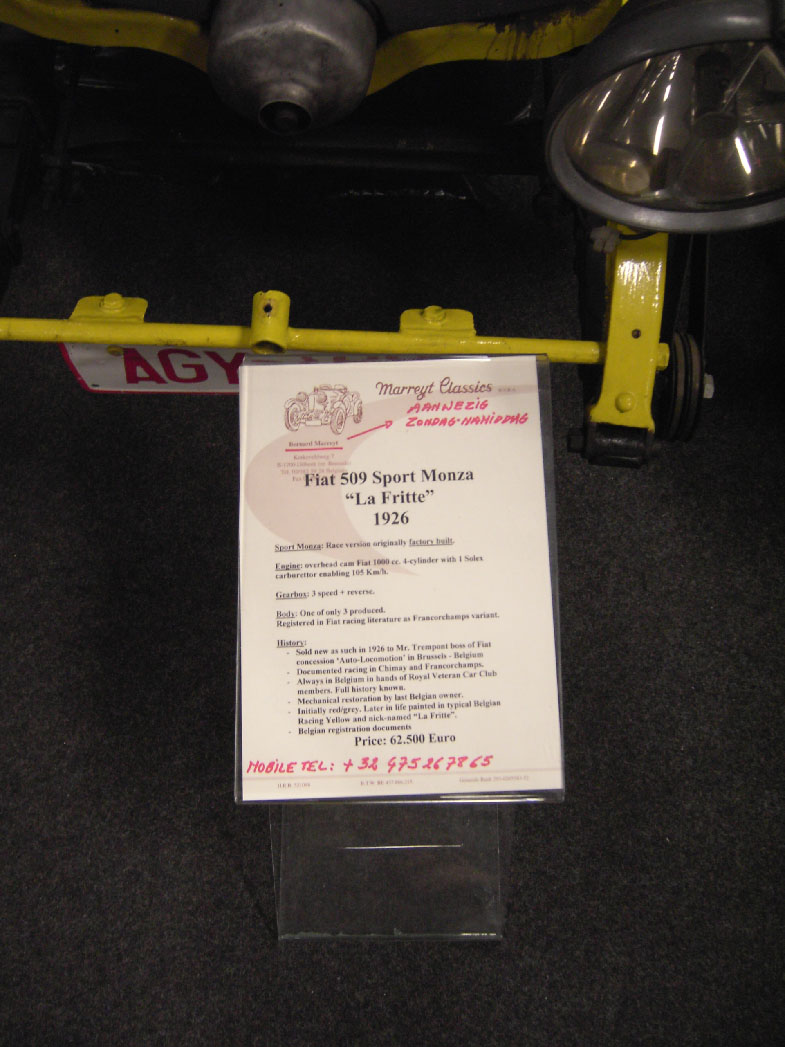 AGY
Marreyt Classics
AANWEZIG
ZONDAG-NAMIDDAG
Bernard Marreyt
Fiat 509 Sport Monza
“La Fritte”
1926
Sport Monza: Race version originally factory built.
Engine: overhead cam Fiat 1000 cc. 4-cylinder with 1 Solex
carburettor enabling 105 Km/h.
Gearbox: 3 speed + reverse.
Body: One of only 3 produced.
Registered in Fiat racing literature as Francorchamps variant.
History:
- Sold new as such in 1926 to Mr. Trempont boss of Fiat
concession ‘Auto-Locomotion’ in Brussels - Belgium
- Documented racing in Chimay and Francorchamps.
- Always in Belgium in hands of Royal Veteran Car Club
members. Full history known.
- Mechanical restoration by last Belgian owner.
- Initially red/grey. Later in life painted in typical Belgian
Racing Yellow and nick-named “La Fritte”.
- Belgian registration documents
Price: 62.500 Euro
MOBILE TEL: + 32 475 267865